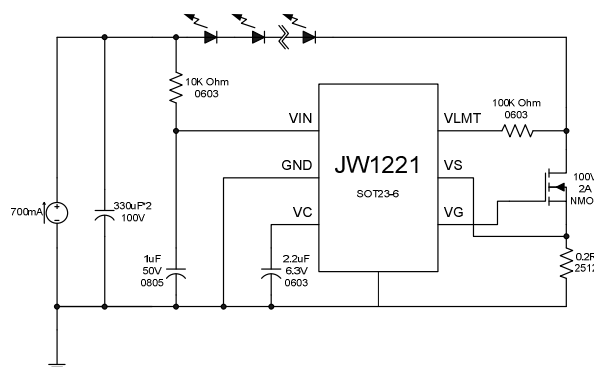 10K Ohm
0603
VIN
GND
VC
JW1221
SOT23-6
VLMT
VS
VG
100K Ohm
0603
100V
2A
NMO
700mA
330uF*2
100V
1uF
50V
0805
2.2uF
6.3V
0603
0.2R
2512